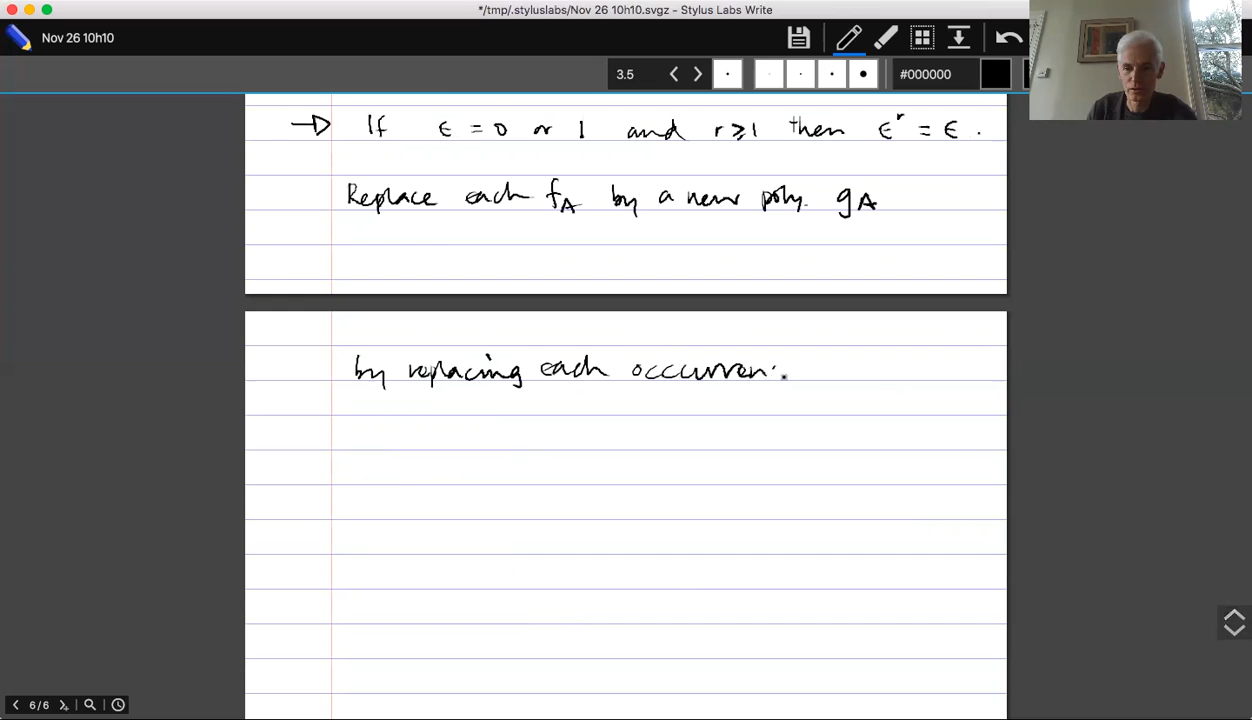 */tmp/.styluslabs/Nov 26 10h10.svgz - Stylus Labs Write
Nov 26 10h10
3.5
#000000
→ If ϵ = 0 or 1 and r ⩾ 1 then ϵ^r = ϵ .
Replace each f_A by a new poly. g_A
by replacing each occurren
6/6